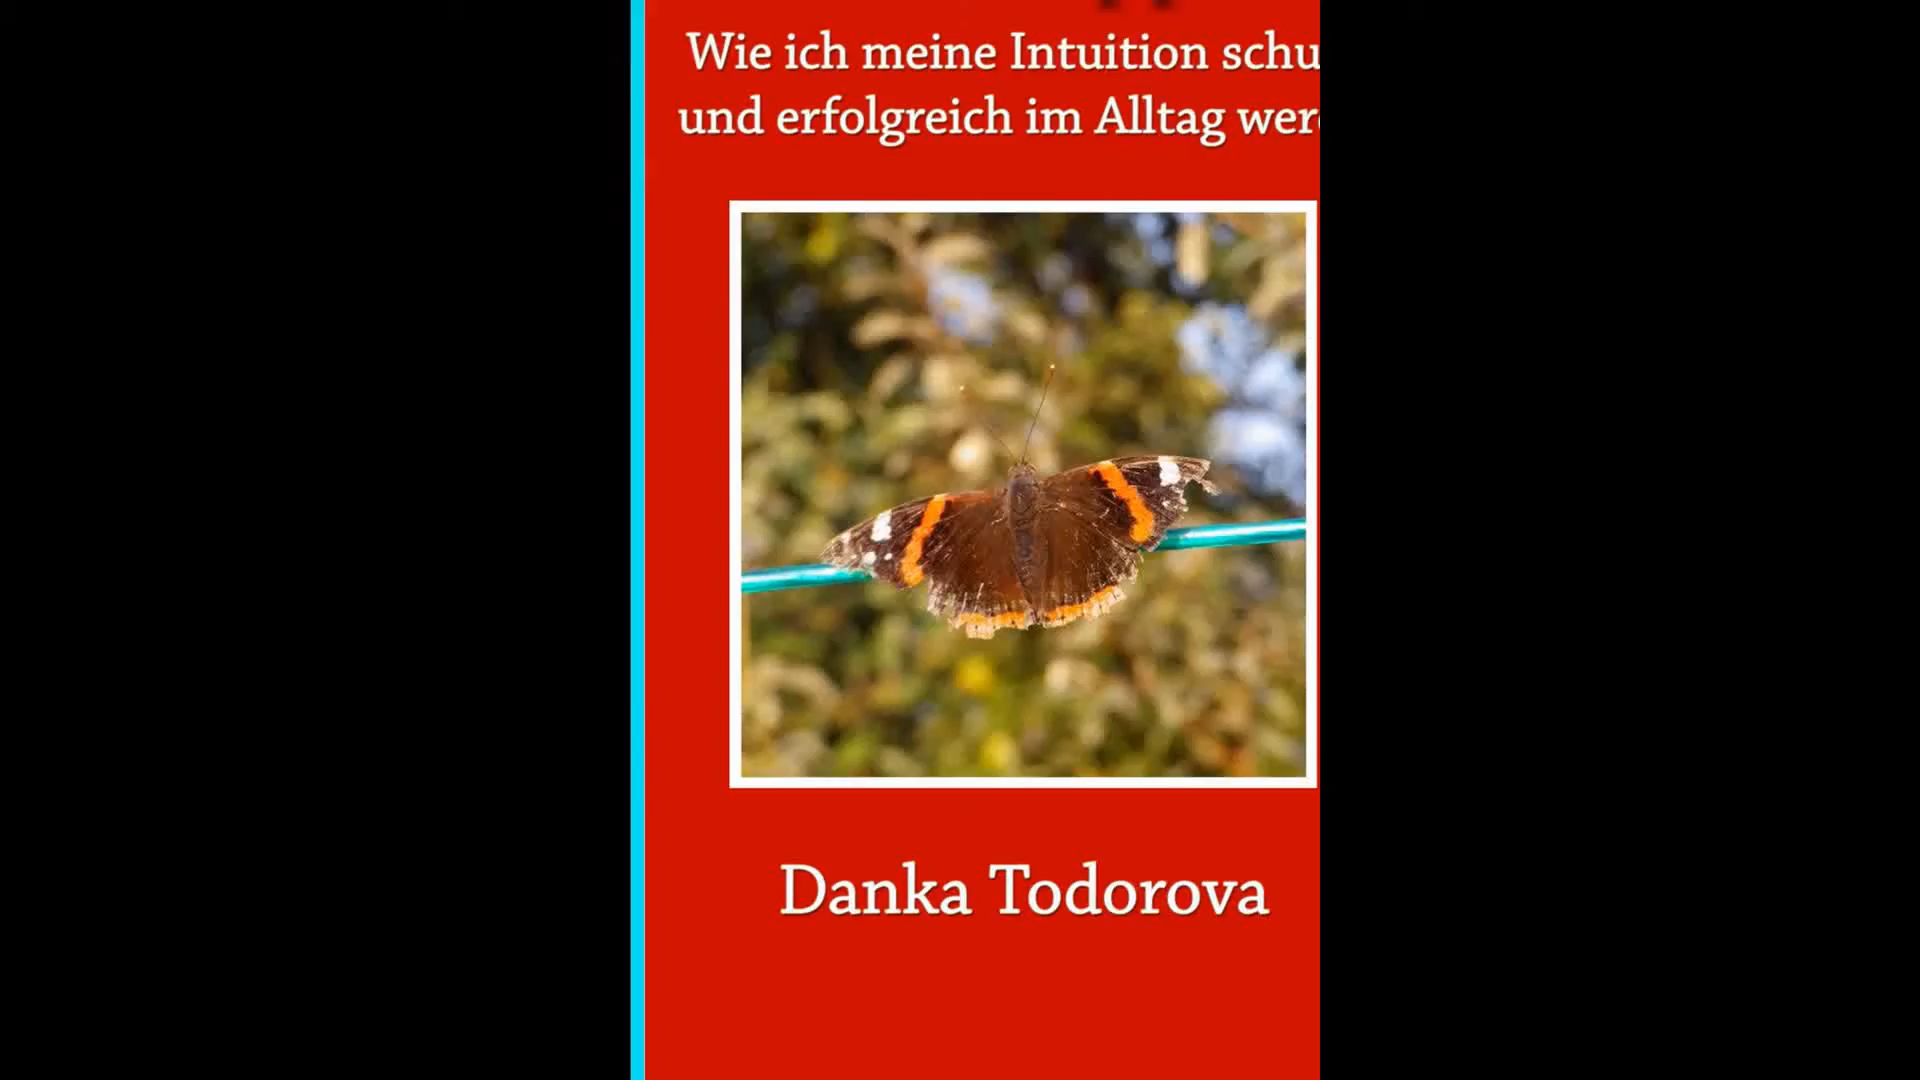 Wie ich meine Intuition schu
und erfolgreich im Alltag wer
Danka Todorova